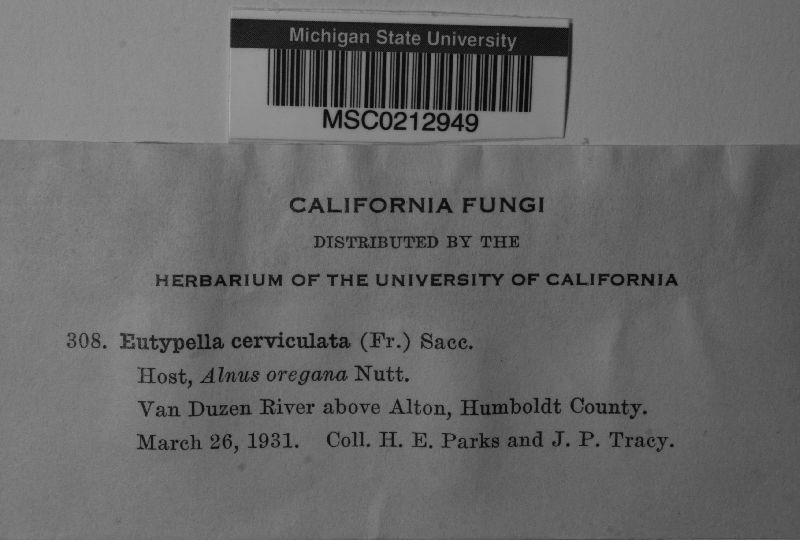 Michigan State University
MSC0212949
CALIFORNIA FUNGI
DISTRIBUTED BY THE
HERBARIUM OF THE UNIVERSITY OF CALIFORNIA
308. Eutypella cerviculata (Fr.) Sacc.
Host, Alnus oregana Nutt.
Van Duzen River above Alton, Humboldt County.
March 26, 1931. Coll. H. E. Parks and J. P. Tracy.